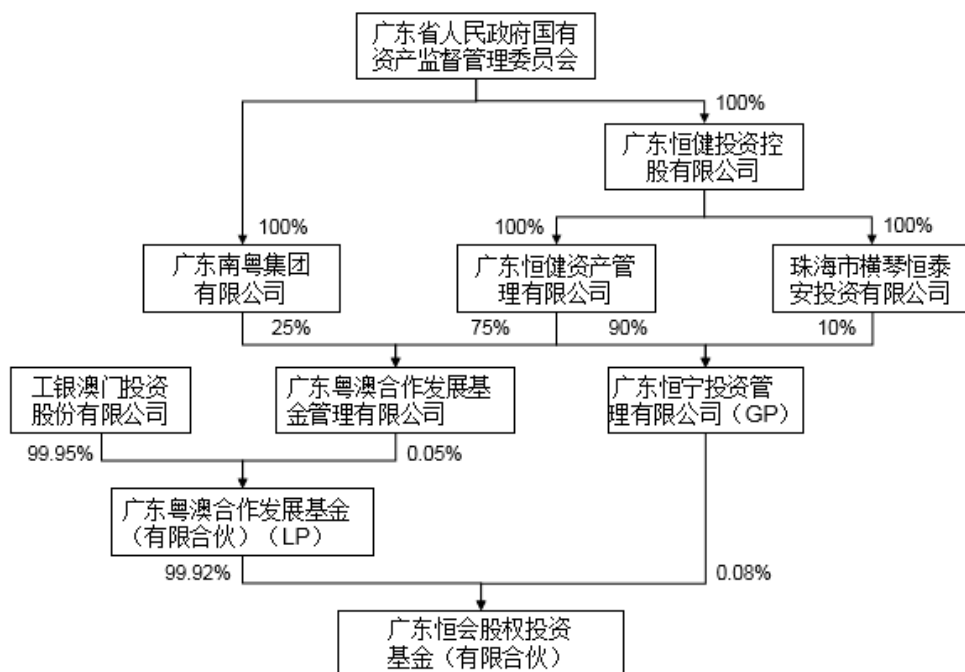 广东省人民政府国有
资产监督管理委员会
100%
广东恒健投资控
股有限公司
100%
100%
100%
广东南粤集团
有限公司
广东恒健资产管
理有限公司
珠海市横琴恒泰
安投资有限公司
25%
75%
90%
10%
工银澳门投资
股份有限公司
广东粤澳合作发展基
金管理有限公司
广东恒宁投资管
理有限公司（GP）
99.95%
0.05%
广东粤澳合作发展基金
（有限合伙）（LP）
99.92%
0.08%
广东恒会股权投资
基金（有限合伙）